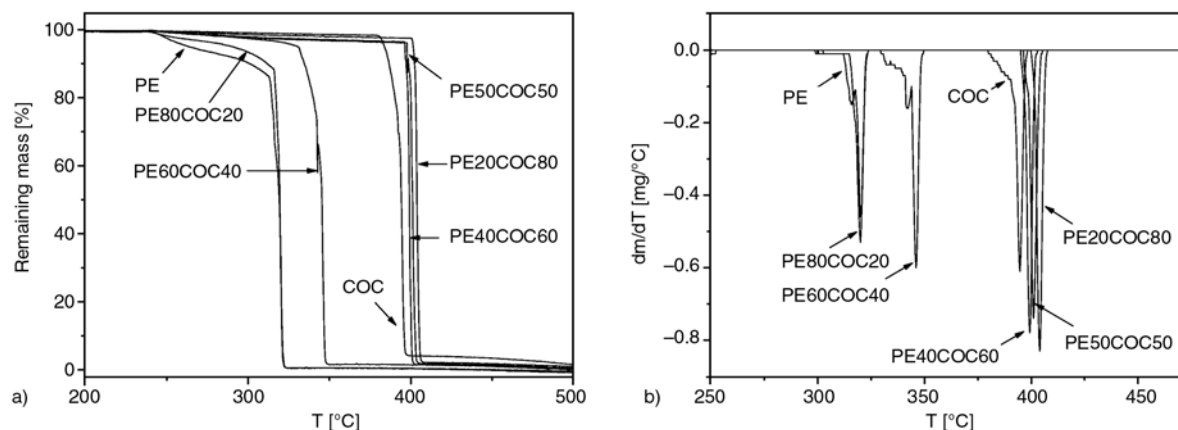 Remaining mass [%]
100
80
60
40
20
0
200
300
400
500
T [°C]
a)
PE
PE80COC20
PE60COC40
COC
PE50COC50
PE20COC80
PE40COC60
dm/dT [mg/°C]
0.0
−0.2
−0.4
−0.6
−0.8
250
300
350
400
450
T [°C]
b)
PE
COC
PE80COC20
PE60COC40
PE20COC80
PE40COC60
PE50COC50